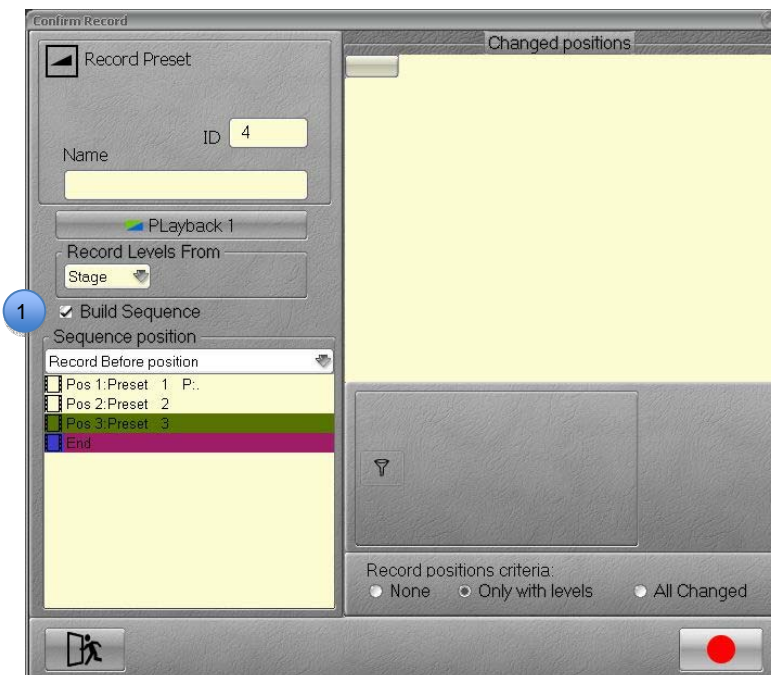 Confirm Record
Record Preset
ID 4
Name
PLayback 1
Record Levels From
Stage
1
Build Sequence
Sequence position
Record Before position
Pos 1:Preset 1 P:.
Pos 2:Preset 2
Pos 3:Preset 3
End
Changed positions
Record positions criteria:
None Only with levels All Changed